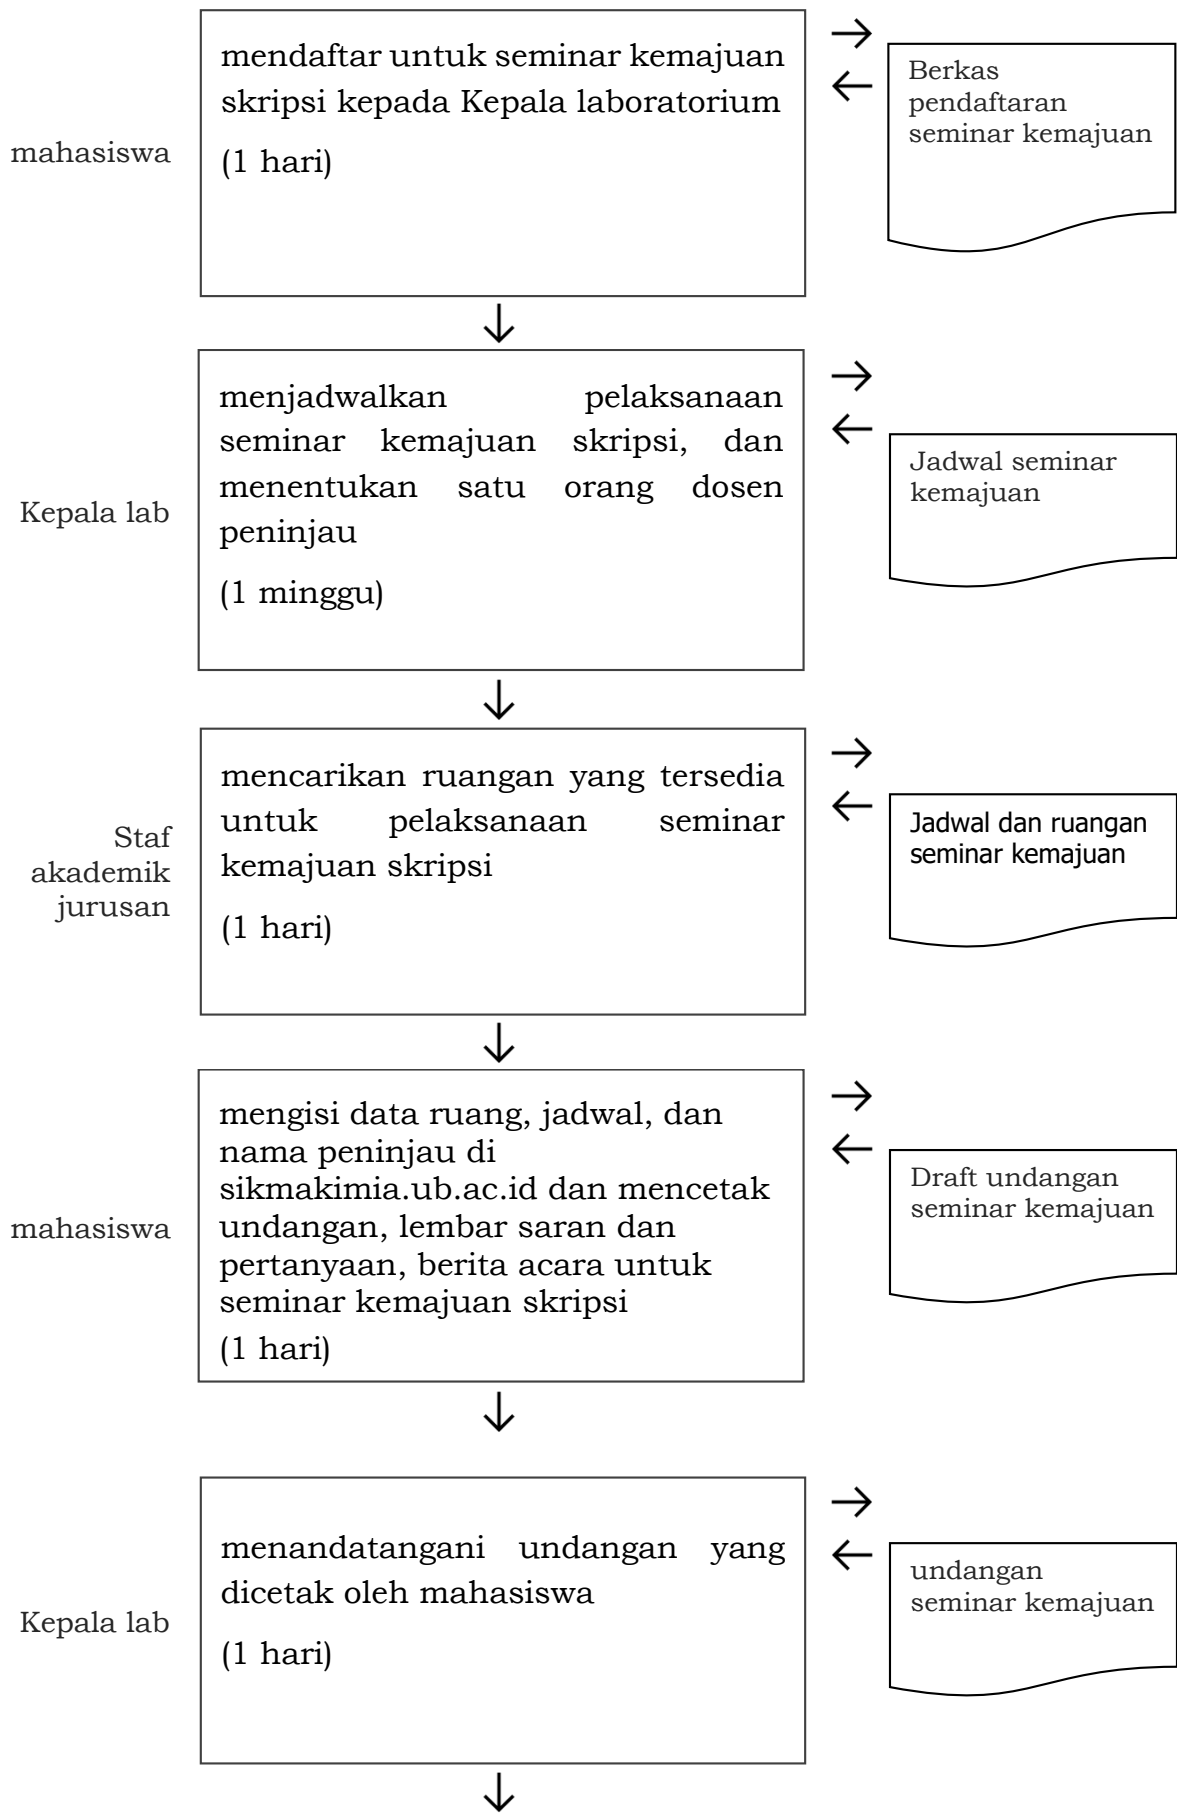 mahasiswa
mendaftar untuk seminar kemajuan
skripsi kepada Kepala laboratorium
(1 hari)
Berkas
pendaftaran
seminar kemajuan
Kepala lab
menjadwalkan pelaksanaan
seminar kemajuan skripsi, dan
menentukan satu orang dosen
peninjau
(1 minggu)
Jadwal seminar
kemajuan
Staf
akademik
jurusan
mencarikan ruangan yang tersedia
untuk pelaksanaan seminar
kemajuan skripsi
(1 hari)
Jadwal dan ruangan
seminar kemajuan
mahasiswa
mengisi data ruang, jadwal, dan
nama peninjau di
sikmakimia.ub.ac.id dan mencetak
undangan, lembar saran dan
pertanyaan, berita acara untuk
seminar kemajuan skripsi
(1 hari)
Draft undangan
seminar kemajuan
Kepala lab
menandatangani undangan yang
dicetak oleh mahasiswa
(1 hari)
undangan
seminar kemajuan